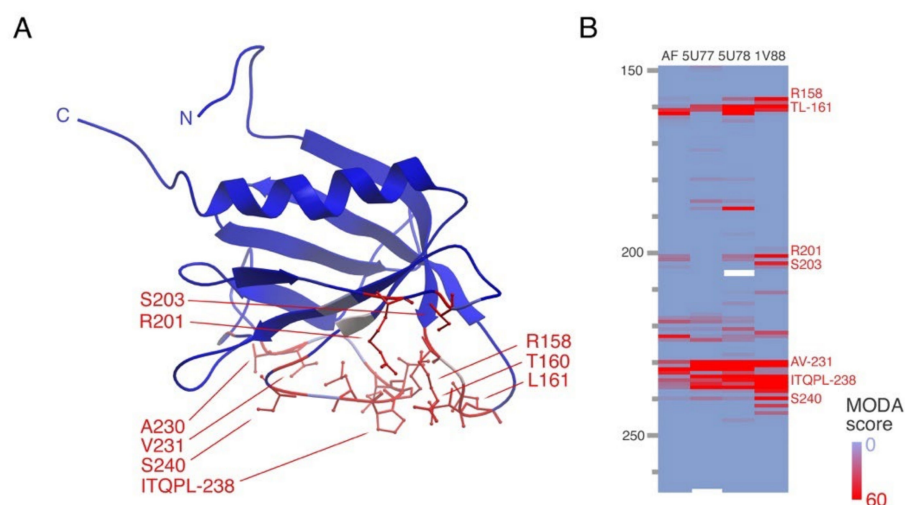 A
C
N
S203
R201
R158
T160
L161
A230
V231
S240
ITQPL-238
B
AF 5U77 5U78 1V88
150
R158
TL-161
200
R201
S203
AV-231
ITQPL-238
S240
250
MODA
score
0
60